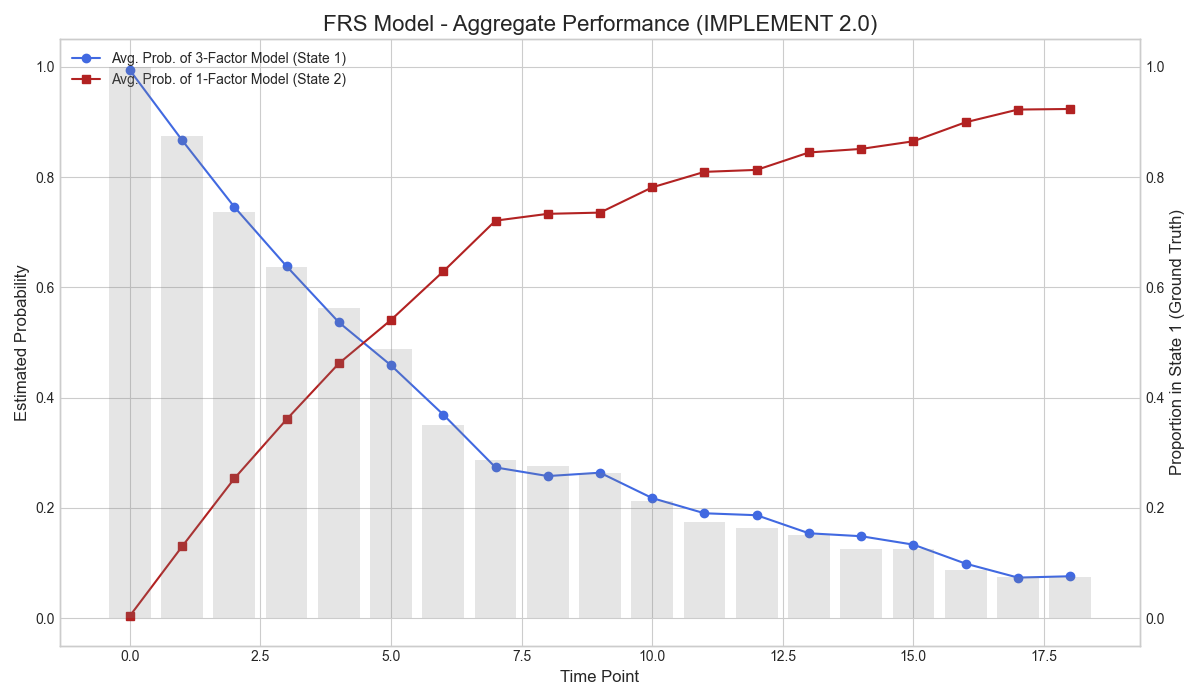 FRS Model - Aggregate Performance (IMPLEMENT 2.0)
Avg. Prob. of 3-Factor Model (State 1)
Avg. Prob. of 1-Factor Model (State 2)
Estimated Probability
1.0
0.8
0.6
0.4
0.2
0.0
1.0
0.8
0.6
0.4
0.2
0.0
Proportion in State 1 (Ground Truth)
0.0 2.5 5.0 7.5 10.0 12.5 15.0 17.5
Time Point